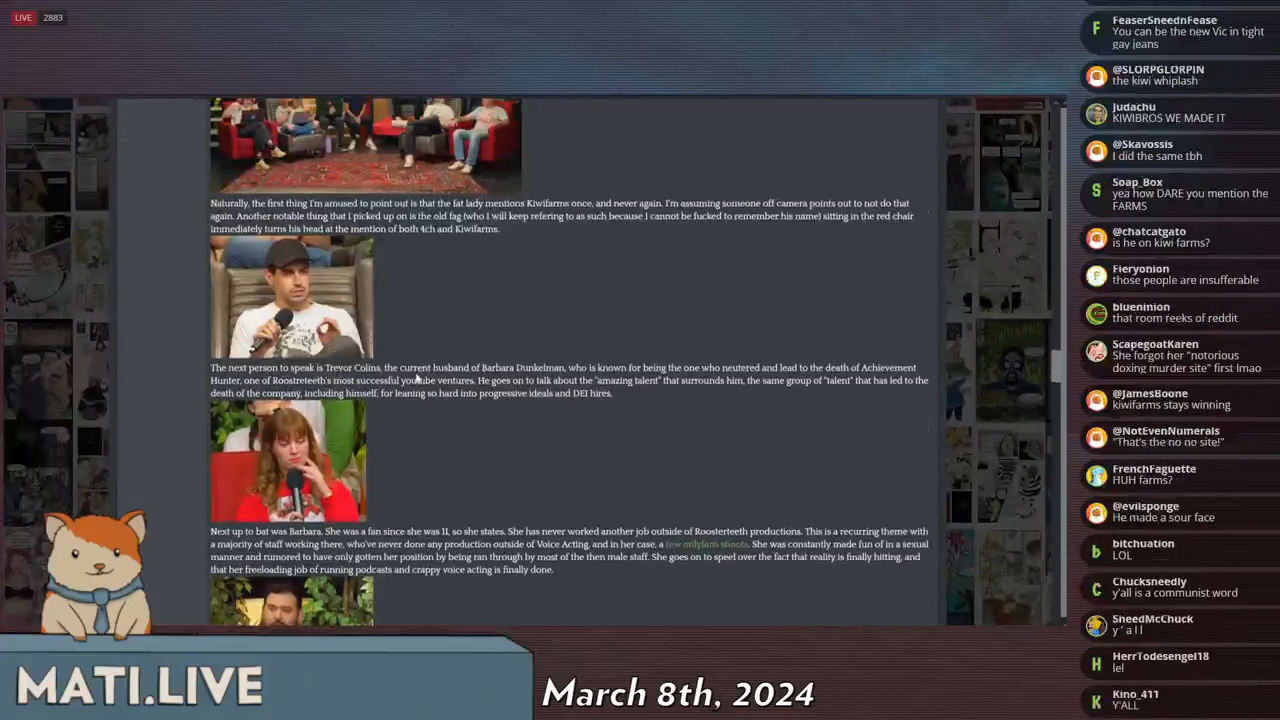 LIVE 2883
Naturally, the first thing I'm amused to point out is that the fat lady mentions Kiwifarms once, and never again. I'm assuming someone off camera points out to not do that
again. Another notable thing that I picked up on is the old fag (who I will keep referring to as such because I cannot be fucked to remember his name) sitting in the red chair
immediately turns his head at the mention of both 4ch and Kiwifarms.
The next person to speak is Trevor Colins, the current husband of Barbara Dunkelman, who is known for being the one who neutered and lead to the death of Achievement
Hunter, one of Roostreteeth's most successful youtube ventures. He goes on to talk about the "amazing talent" that surrounds him, the same group of "talent" that has led to the
death of the company, including himself, for leaning so hard into progressive ideals and DEI hires.
Next up to bat was Barbara. She was a fan since she was 11, so she states. She has never worked another job outside of Roosterteeth productions. This is a recurring theme with
a majority of staff working there, who've never done any production outside of Voice Acting, and in her case, a few onlyfans shoots. She was constantly made fun of in a sexual
manner and rumored to have only gotten her position by being ran through by most of the then male staff. She goes on to speel over the fact that reality is finally hitting, and
that her freeloading job of running podcasts and crappy voice acting is finally done.
MATI.LIVE
March 8th, 2024
F
FeaserSneednFease
You can be the new Vic in tight
gay jeans
@SLORPGLORPIN
the kiwi whiplash
Judachu
KIWIBROS WE MADE IT
@Skavossis
I did the same tbh
S
Soap_Box
yea how DARE you mention the
FARMS
@chatcatgato
is he on kiwi farms?
F
Fieryonion
those people are insufferable
blueninion
that room reeks of reddit
ScapegoatKaren
She forgot her "notorious
doxing murder site" first lmao
@JamesBoone
kiwifarms stays winning
@NotEvenNumerals
"That's the no no site!"
FrenchFaguette
HUH farms?
@evilsponge
He made a sour face
b
bitchuation
LOL
C
Chucksneedly
y'all is a communist word
SneedMcChuck
y ' a l l
H
HerrTodesengel18
lel
K
Kino_411
Y'ALL